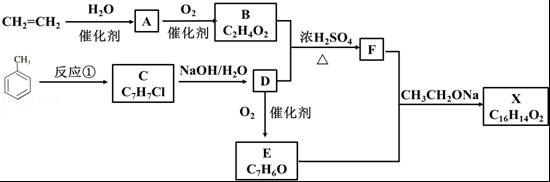 CH₂=CH₂ H₂O 催化剂 A O₂ 催化剂 B C₂H₄O₂
浓H₂SO₄ △ F
CH₃ 反应① C C₇H₇Cl NaOH/H₂O D
CH₃CH₂ONa X C₁₆H₁₄O₂
O₂ 催化剂
E C₇H₆O